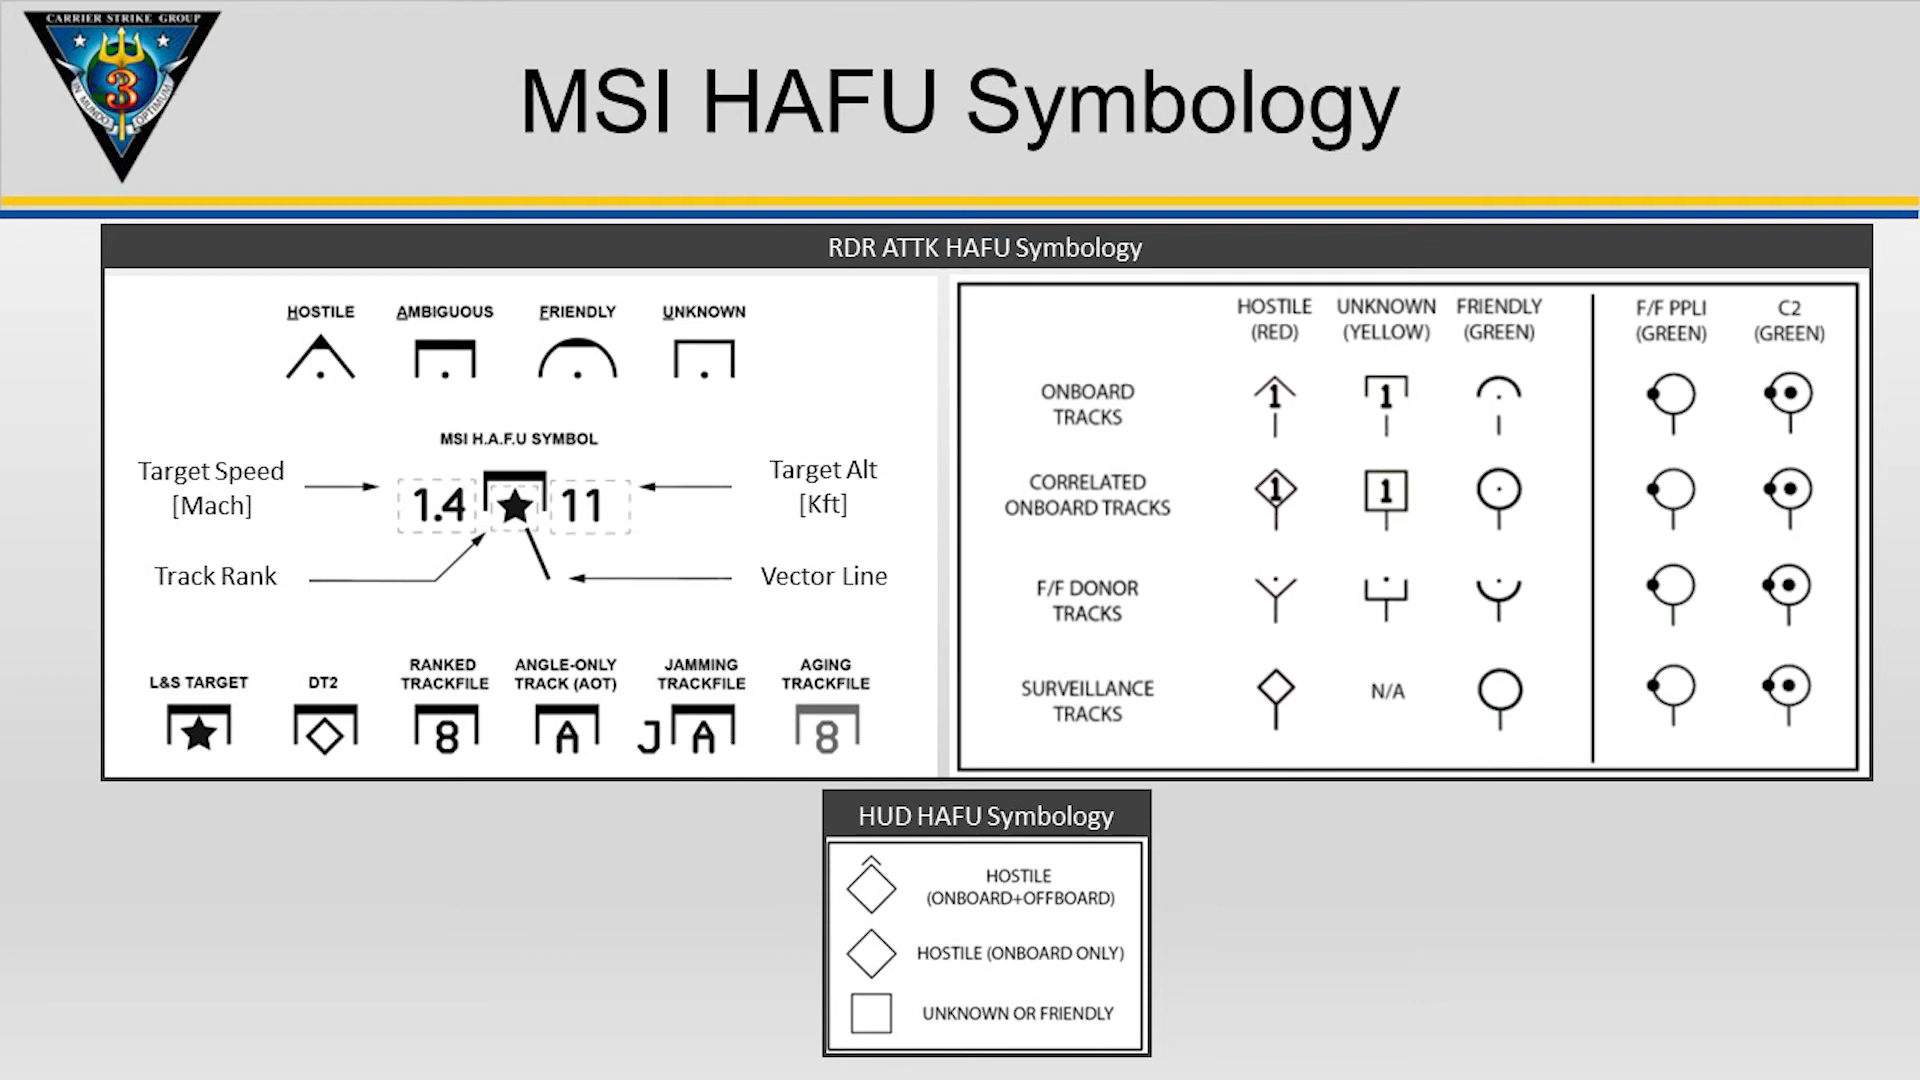 CARRIER STRIKE GROUP
3
IN MUNDO OPTIMUM
MSI HAFU Symbology
RDR ATTK HAFU Symbology
HOSTILE AMBIGUOUS FRIENDLY UNKNOWN
MSI H.A.F.U SYMBOL
Target Speed
[Mach]
1.4
11
Target Alt
[Kft]
Track Rank
Vector Line
L&S TARGET
DT2
RANKED
TRACKFILE
ANGLE-ONLY
TRACK (AOT)
JAMMING
TRACKFILE
AGING
TRACKFILE
8
A
J A
8
HOSTILE
(RED)
UNKNOWN
(YELLOW)
FRIENDLY
(GREEN)
F/F PPLI
(GREEN)
C2
(GREEN)
ONBOARD
TRACKS
1
1
CORRELATED
ONBOARD TRACKS
1
1
F/F DONOR
TRACKS
SURVEILLANCE
TRACKS
N/A
HUD HAFU Symbology
HOSTILE
(ONBOARD+OFFBOARD)
HOSTILE (ONBOARD ONLY)
UNKNOWN OR FRIENDLY